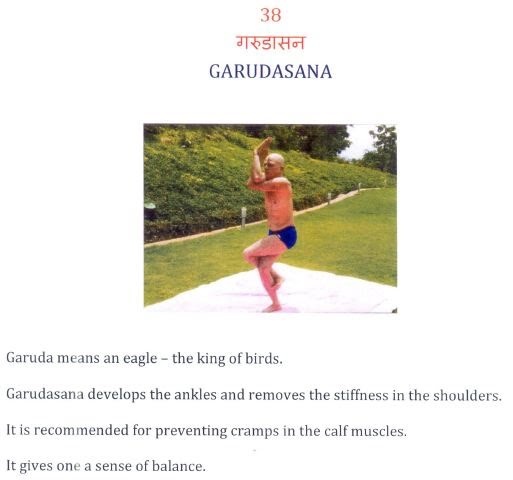 38
गरुडासन
GARUDASANA
Garuda means an eagle – the king of birds.
Garudasana develops the ankles and removes the stiffness in the shoulders.
It is recommended for preventing cramps in the calf muscles.
It gives one a sense of balance.